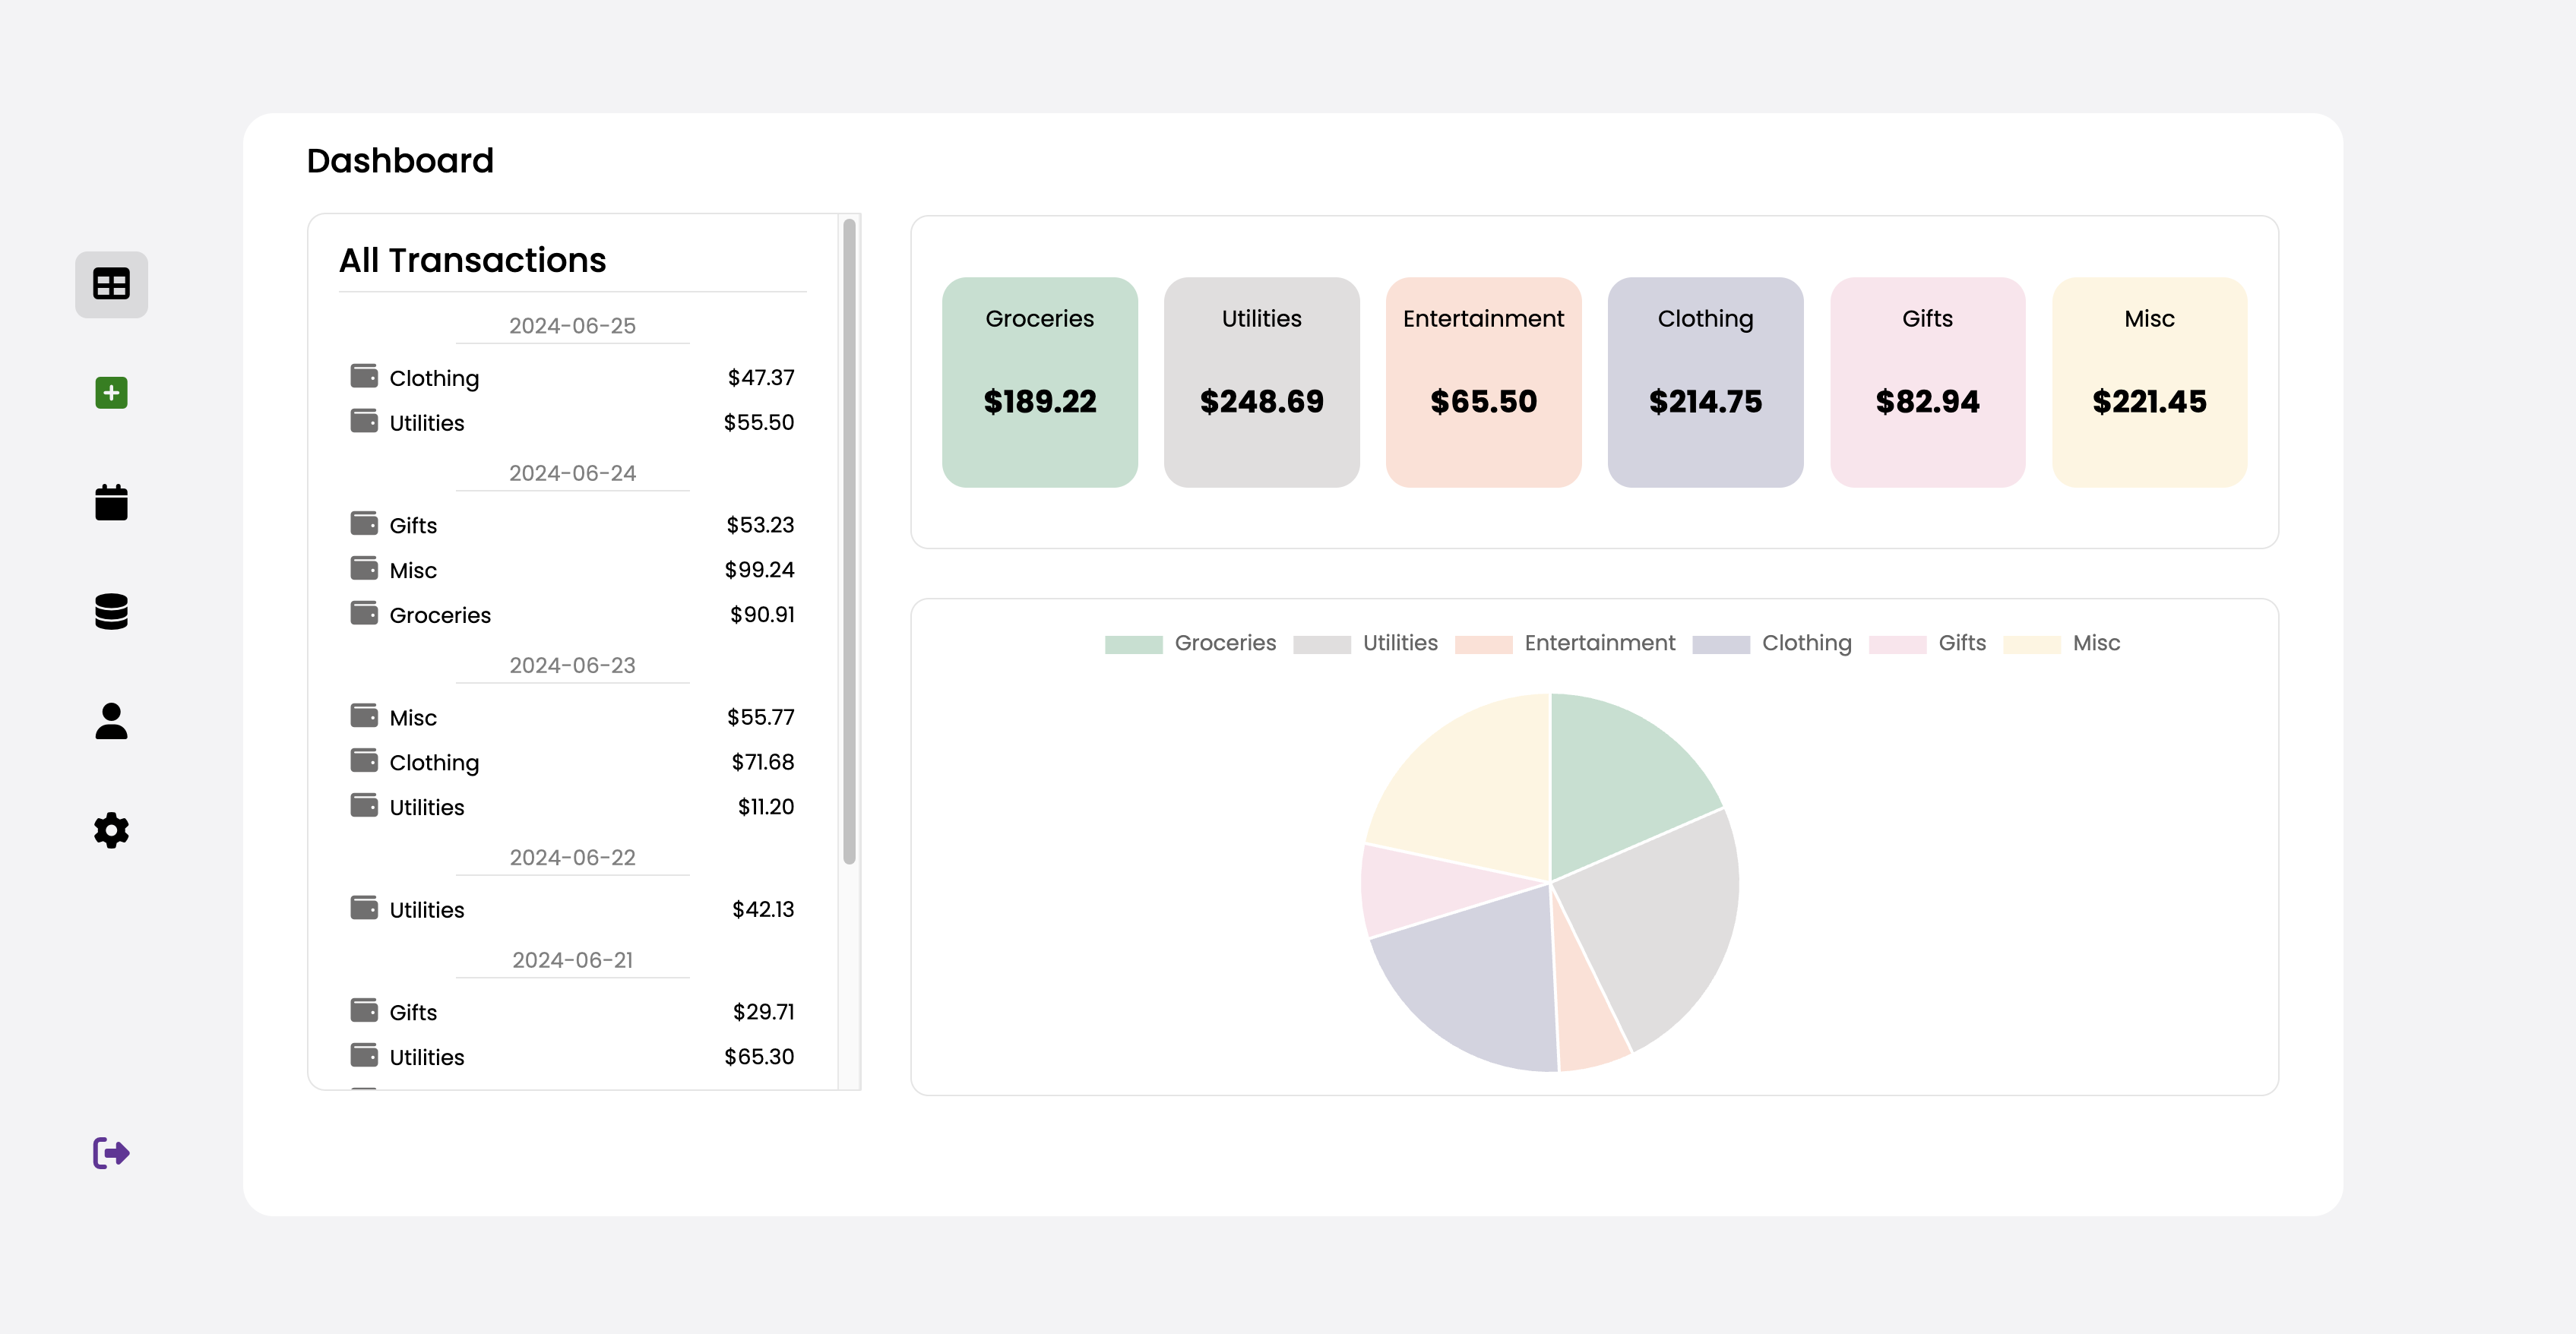 Dashboard
All Transactions
2024-06-25
Clothing $47.37
Utilities $55.50
2024-06-24
Gifts $53.23
Misc $99.24
Groceries $90.91
2024-06-23
Misc $55.77
Clothing $71.68
Utilities $11.20
2024-06-22
Utilities $42.13
2024-06-21
Gifts $29.71
Utilities $65.30
Groceries Utilities Entertainment Clothing Gifts Misc
$189.22 $248.69 $65.50 $214.75 $82.94 $221.45
Groceries Utilities Entertainment Clothing Gifts Misc